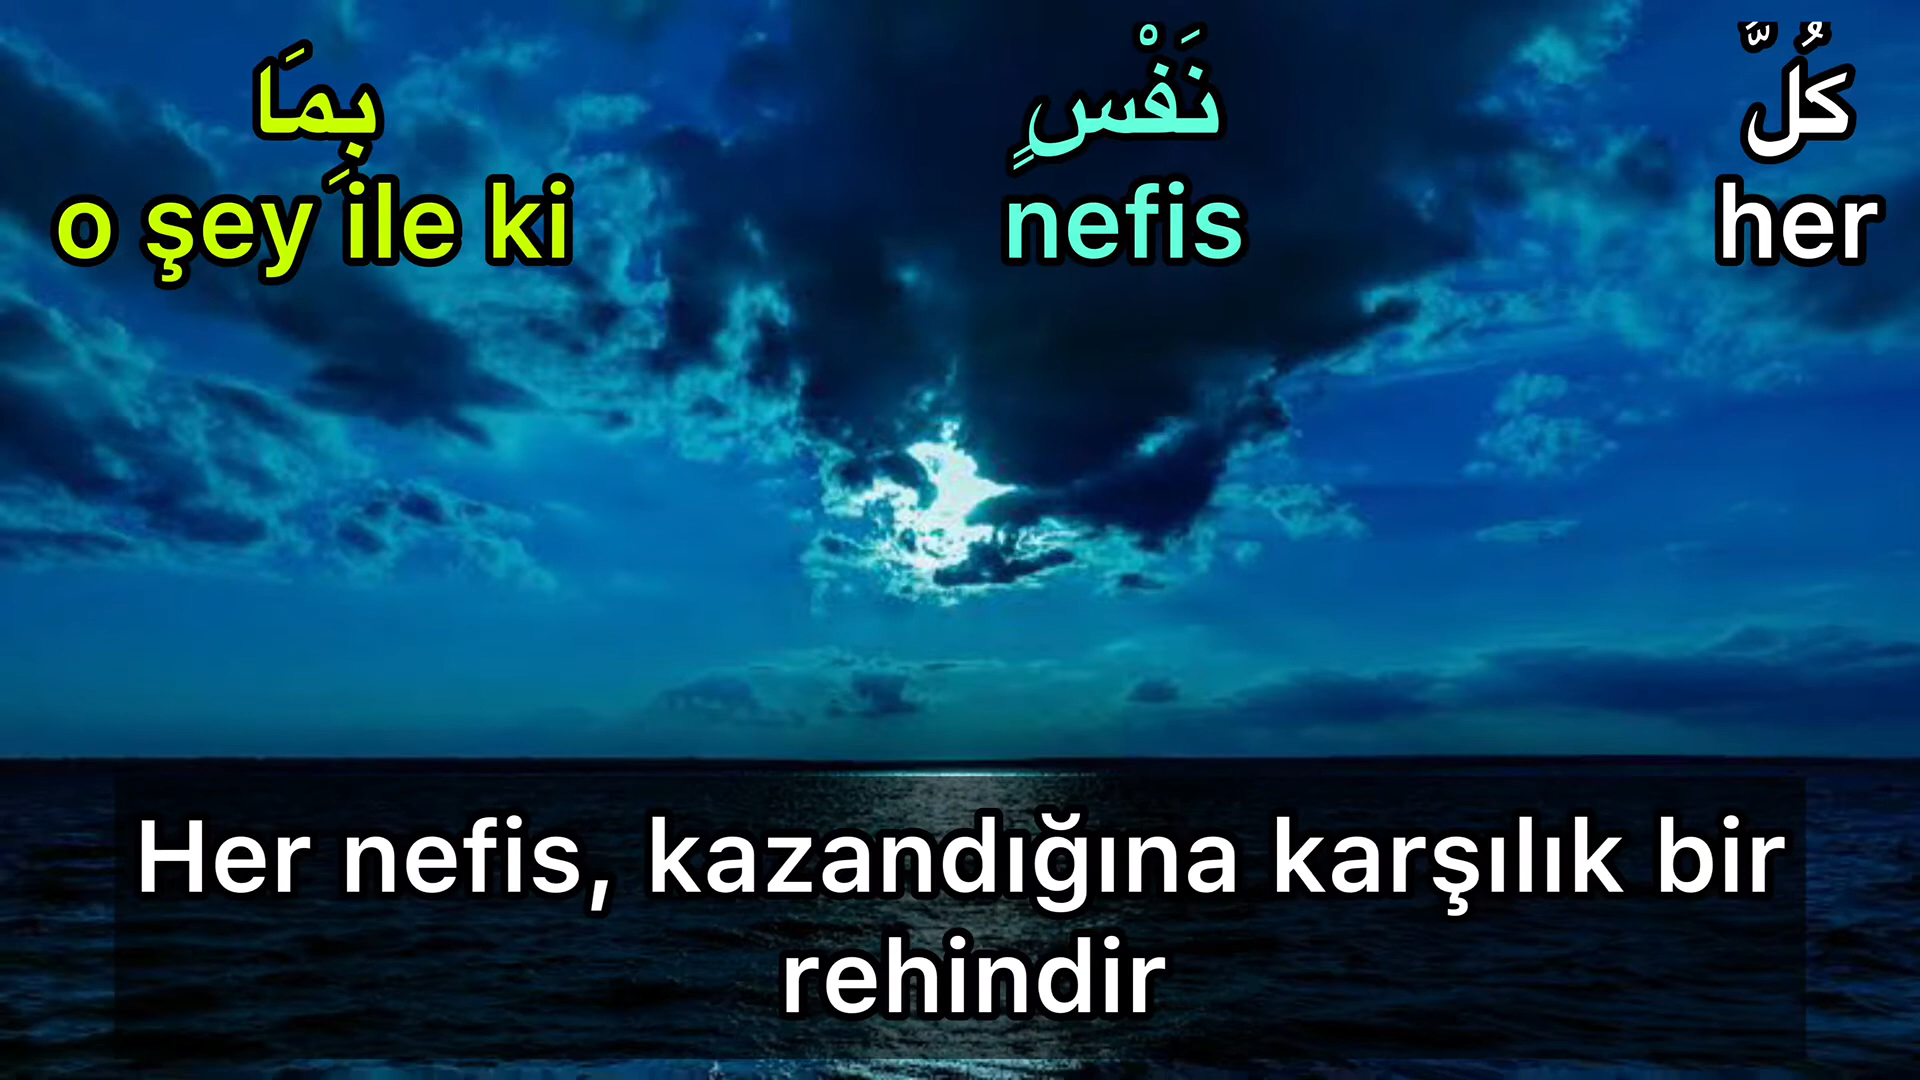 كُلُّ نَفْسٍ بِمَا
her nefis o şey ile ki
Her nefis, kazandığına karşılık bir
rehindir